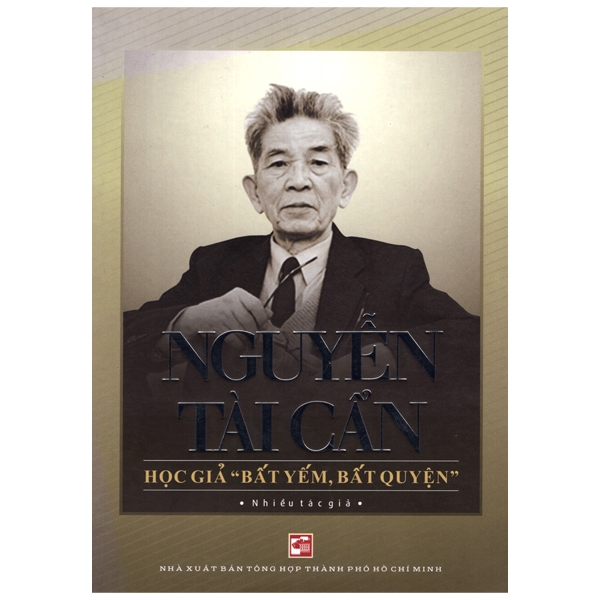 NGUYỄN
TÀI CẨN
HỌC GIẢ “BẤT YẾM, BẤT QUYỆN”
• Nhiều tác giả •
NHÀ XUẤT BẢN TỔNG HỢP THÀNH PHỐ HỒ CHÍ MINH